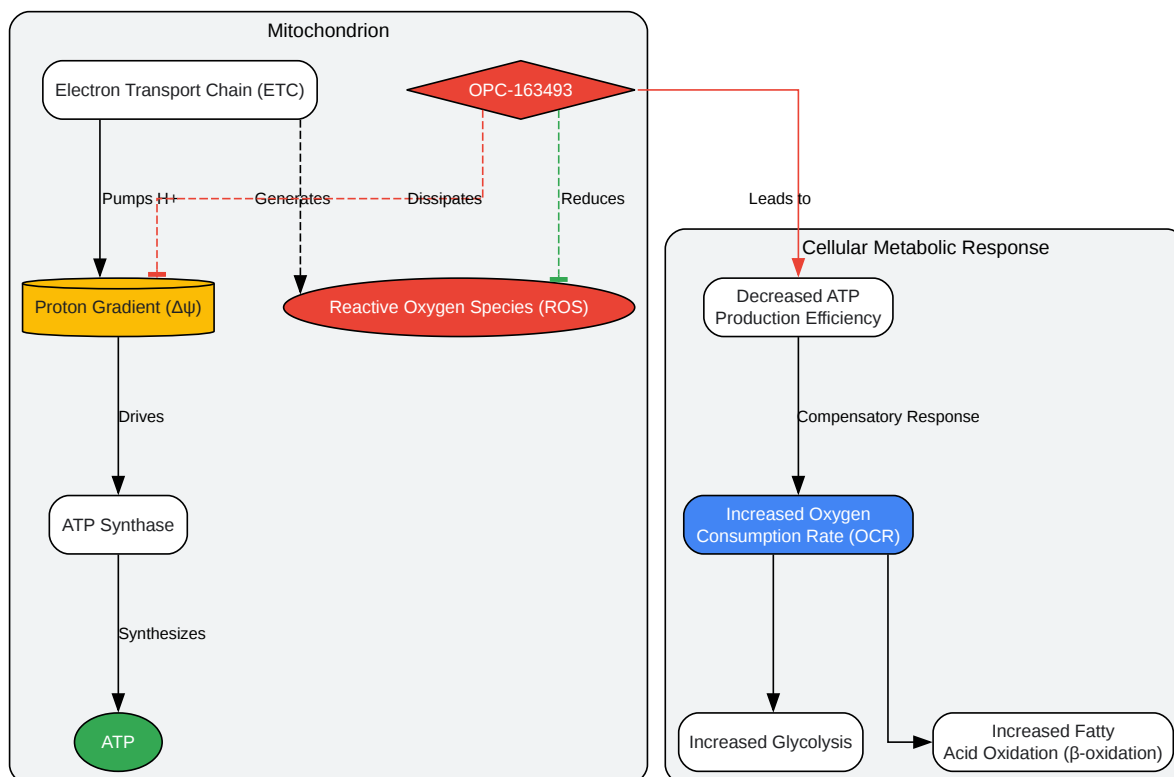 Mitochondrion
Electron Transport Chain (ETC)
OPC-163493
Pumps H+
Generates
Dissipates
Reduces
Leads to
Cellular Metabolic Response
Proton Gradient (Δψ)
Reactive Oxygen Species (ROS)
Decreased ATP
Production Efficiency
Drives
Compensatory Response
ATP Synthase
Increased Oxygen
Consumption Rate (OCR)
Synthesizes
ATP
Increased Glycolysis
Increased Fatty
Acid Oxidation (β-oxidation)